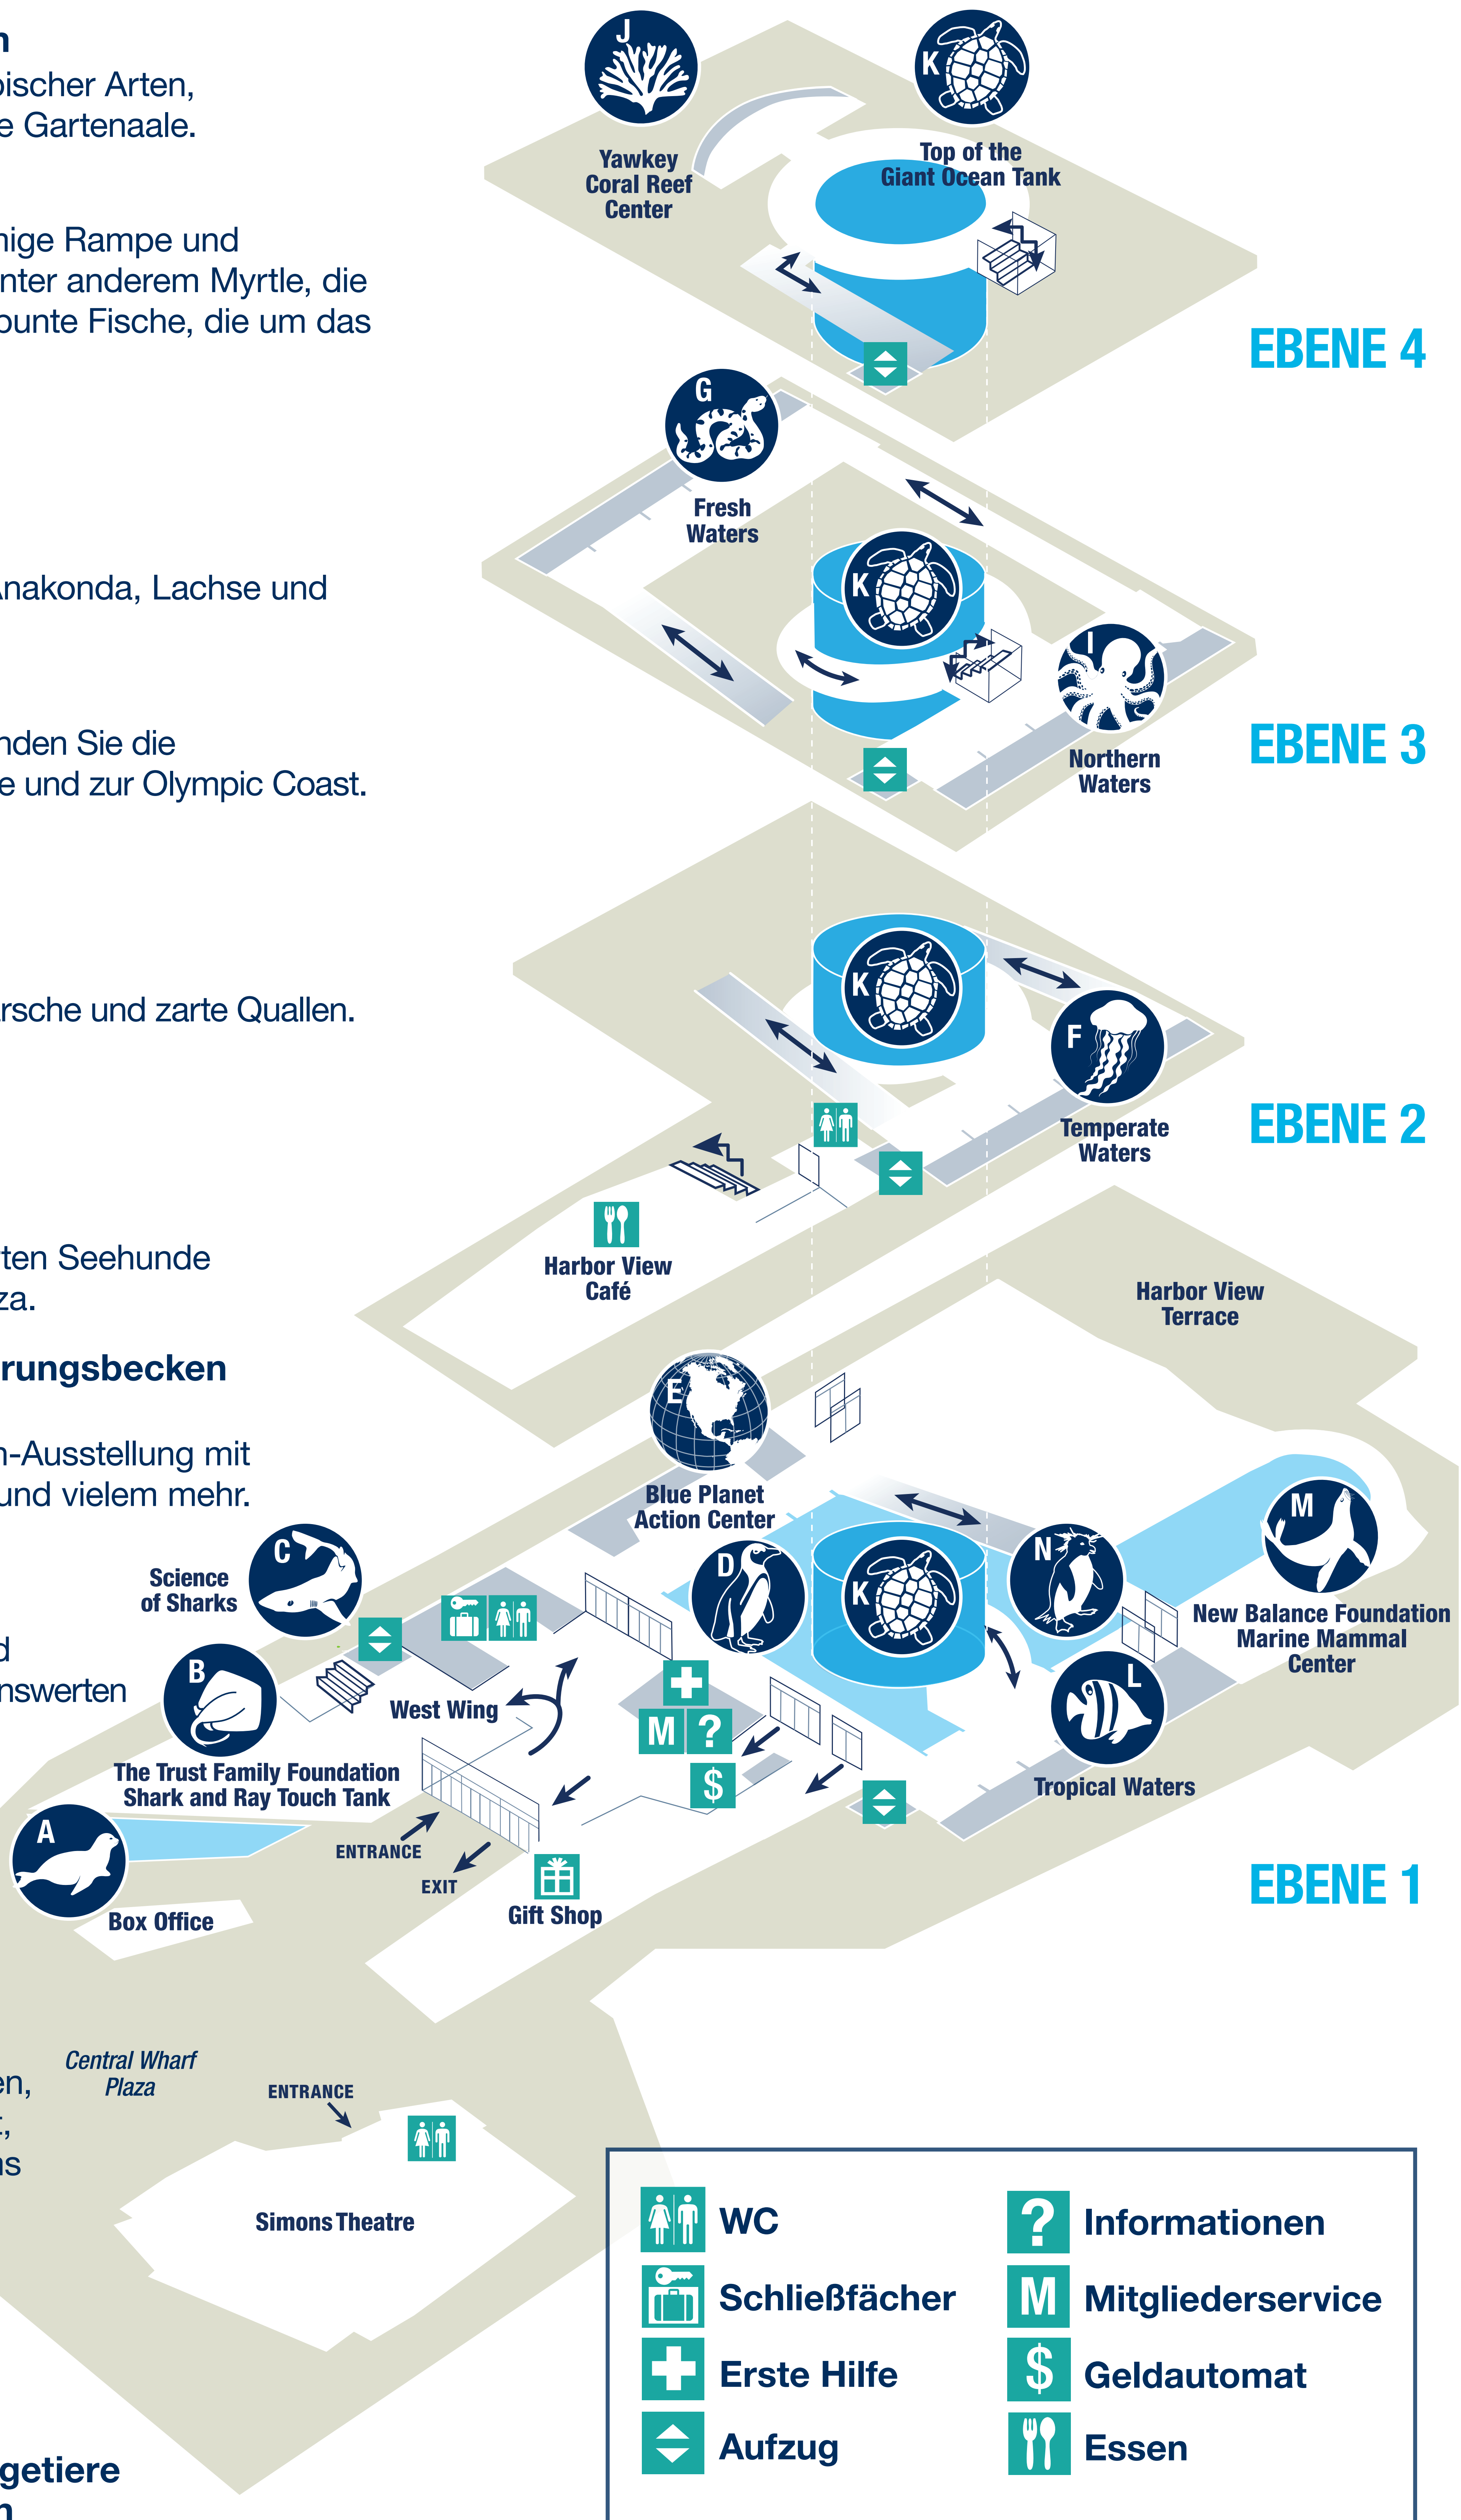 n
pischer Arten,
e Gartenaale.
nige Rampe und
nter anderem Myrtle, die
bunte Fische, die um das
Anakonda, Lachse und
nden Sie die
e und zur Olympic Coast.
arsche und zarte Quallen.
rten Seehunde
za.
rungsbecken
n-Ausstellung mit
und vielem mehr.
d
nswerten
en,
t,
ns
getiere
n
J
Yawkey
Coral Reef
Center
K
Top of the
Giant Ocean Tank
EBENE 4
G
Fresh
Waters
K
I
Northern
Waters
EBENE 3
K
F
Temperate
Waters
EBENE 2
Harbor View
Café
Harbor View
Terrace
E
Blue Planet
Action Center
C
Science
of Sharks
D
K
N
M
New Balance Foundation
Marine Mammal
Center
B
The Trust Family Foundation
Shark and Ray Touch Tank
West Wing
M ?
$
L
Tropical Waters
A
Box Office
ENTRANCE
EXIT
Gift Shop
EBENE 1
Central Wharf
Plaza
ENTRANCE
Simons Theatre
WC
Schließfächer
Erste Hilfe
Aufzug
? Informationen
M Mitgliederservice
$ Geldautomat
Essen